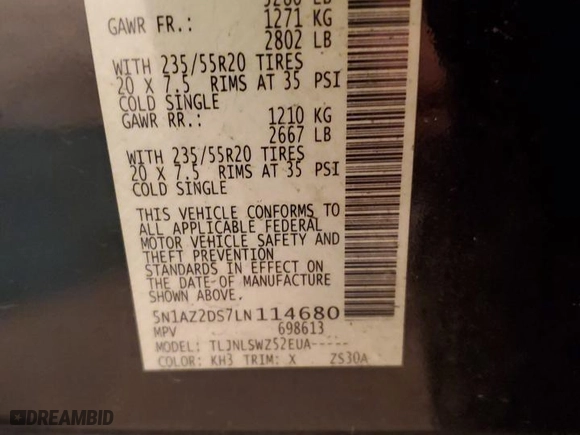 GAWR FR.: 1271 KG
2802 LB
WITH 235/55R20 TIRES
20 X 7.5 RIMS AT 35 PSI
COLD SINGLE
GAWR RR.: 1210 KG
2667 LB
WITH 235/55R20 TIRES
20 X 7.5 RIMS AT 35 PSI
COLD SINGLE
THIS VEHICLE CONFORMS TO
ALL APPLICABLE FEDERAL
MOTOR VEHICLE SAFETY AND
THEFT PREVENTION
STANDARDS IN EFFECT ON
THE DATE OF MANUFACTURE
SHOWN ABOVE.
5N1AZ2DS7LN114680
MPV 698613
MODEL: TLJNLSWZ52EUA-----
COLOR: KH3 TRIM: X ZS30A
DREAMBID